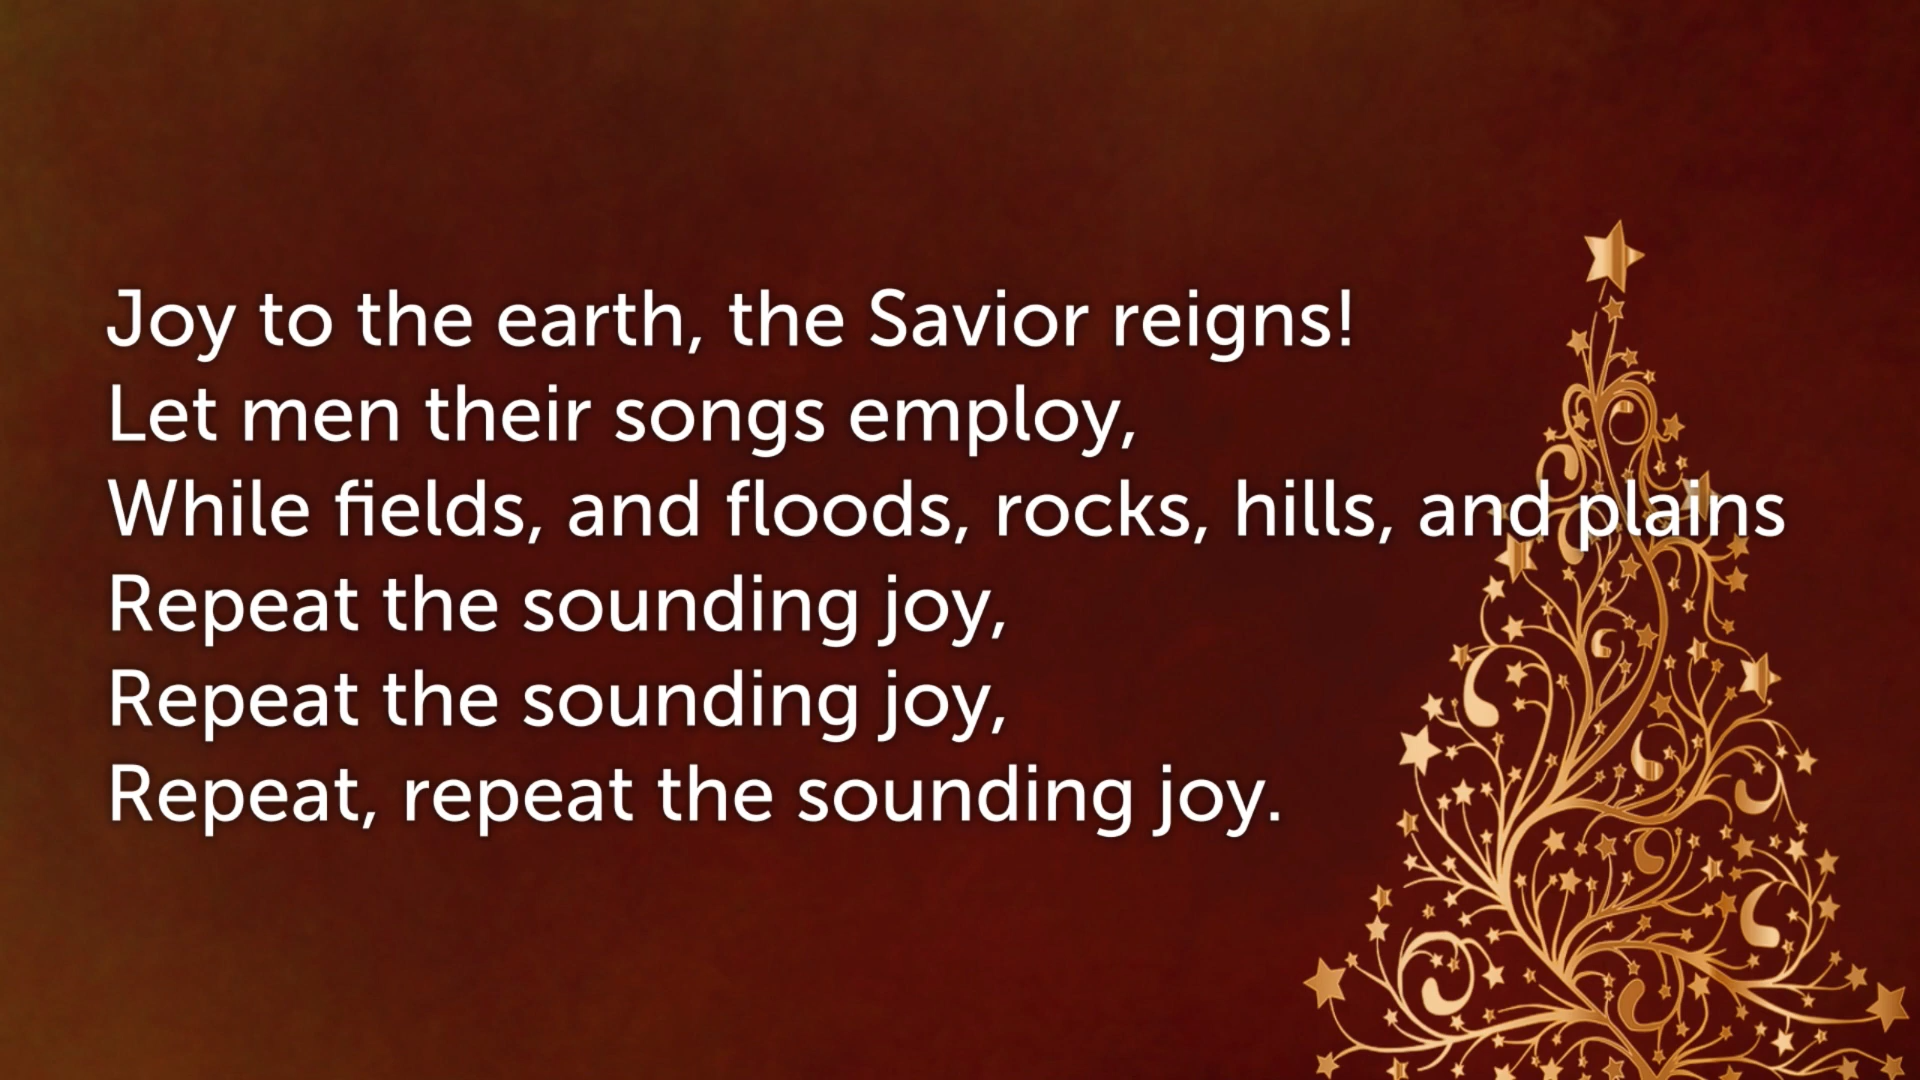 Joy to the earth, the Savior reigns!
Let men their songs employ,
While fields, and floods, rocks, hills, and plains
Repeat the sounding joy,
Repeat the sounding joy,
Repeat, repeat the sounding joy.